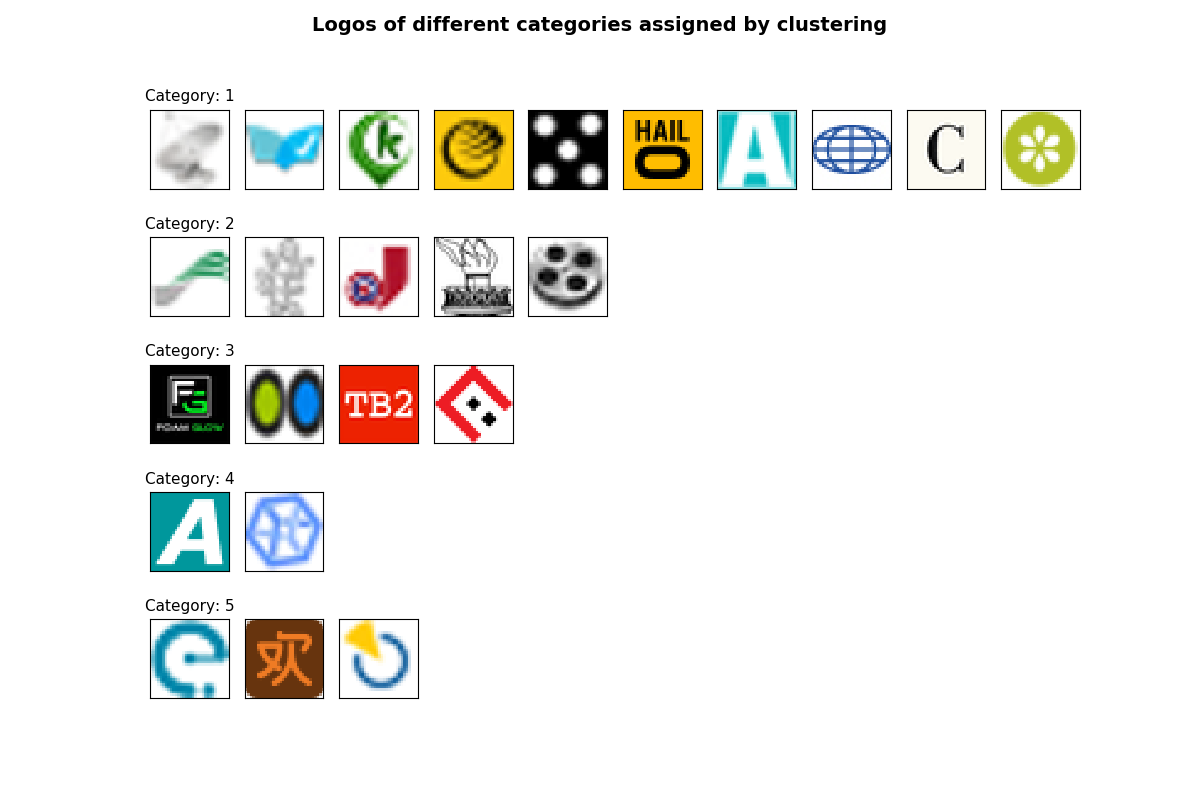 Logos of different categories assigned by clustering
Category: 1
k
HAIL
O
A
C
Category: 2
Category: 3
FG
FOAM GLOW
TB2
Category: 4
A
Category: 5
e
欢